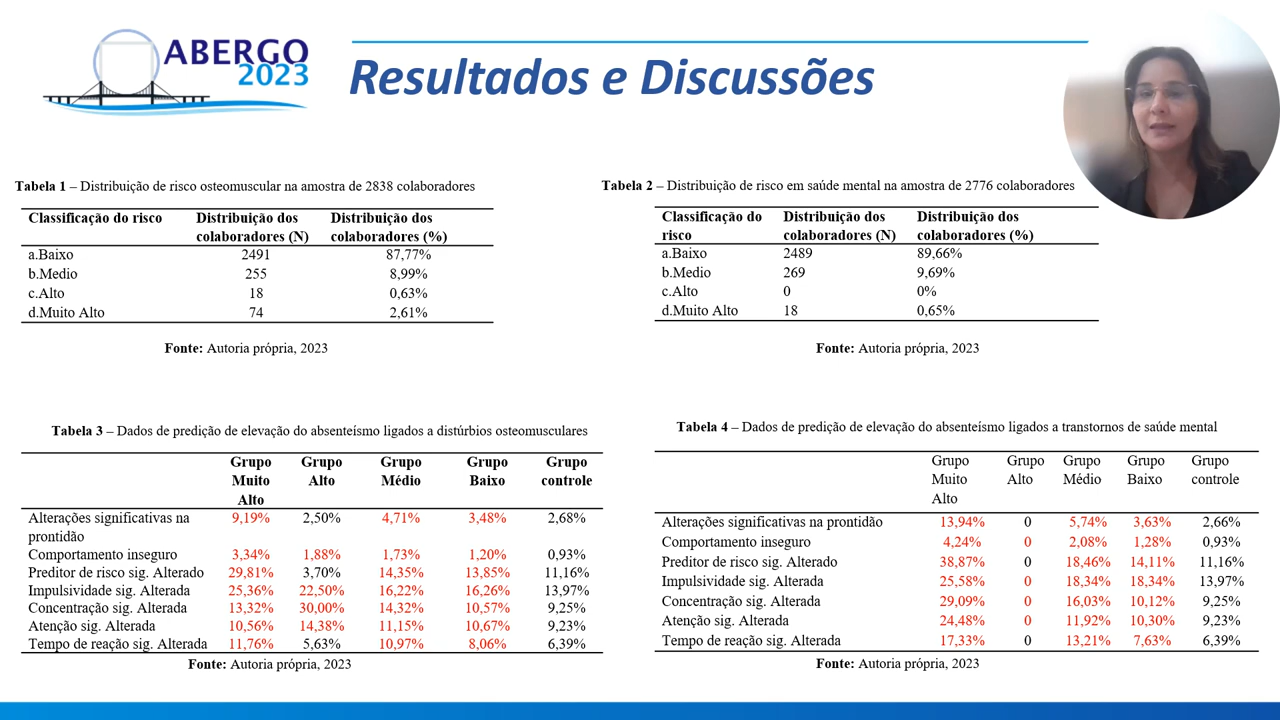 ABERGO
2023
Resultados e Discussões
Tabela 1 – Distribuição de risco osteomuscular na amostra de 2838 colaboradores
Classificação do risco Distribuição dos colaboradores (N) Distribuição dos colaboradores (%)
a.Baixo 2491 87,77%
b.Medio 255 8,99%
c.Alto 18 0,63%
d.Muito Alto 74 2,61%
Fonte: Autoria própria, 2023
Tabela 2 – Distribuição de risco em saúde mental na amostra de 2776 colaboradores
Classificação do risco Distribuição dos colaboradores (N) Distribuição dos colaboradores (%)
a.Baixo 2489 89,66%
b.Medio 269 9,69%
c.Alto 0 0%
d.Muito Alto 18 0,65%
Fonte: Autoria própria, 2023
Tabela 3 – Dados de predição de elevação do absenteísmo ligados a distúrbios osteomusculares
Grupo Muito Alto Grupo Alto Grupo Médio Grupo Baixo Grupo controle
Alterações significativas na prontidão 9,19% 2,50% 4,71% 3,48% 2,68%
Comportamento inseguro 3,34% 1,88% 1,73% 1,20% 0,93%
Preditor de risco sig. Alterado 29,81% 3,70% 14,35% 13,85% 11,16%
Impulsividade sig. Alterada 25,36% 22,50% 16,22% 16,26% 13,97%
Concentração sig. Alterada 13,32% 30,00% 14,32% 10,57% 9,25%
Atenção sig. Alterada 10,56% 14,38% 11,15% 10,67% 9,23%
Tempo de reação sig. Alterada 11,76% 5,63% 10,97% 8,06% 6,39%
Fonte: Autoria própria, 2023
Tabela 4 – Dados de predição de elevação do absenteísmo ligados a transtornos de saúde mental
Grupo Muito Alto Grupo Alto Grupo Médio Grupo Baixo Grupo controle
Alterações significativas na prontidão 13,94% 0 5,74% 3,63% 2,66%
Comportamento inseguro 4,24% 0 2,08% 1,28% 0,93%
Preditor de risco sig. Alterado 38,87% 0 18,46% 14,11% 11,16%
Impulsividade sig. Alterada 25,58% 0 18,34% 18,34% 13,97%
Concentração sig. Alterada 29,09% 0 16,03% 10,12% 9,25%
Atenção sig. Alterada 24,48% 0 11,92% 10,30% 9,23%
Tempo de reação sig. Alterada 17,33% 0 13,21% 7,63% 6,39%
Fonte: Autoria própria, 2023